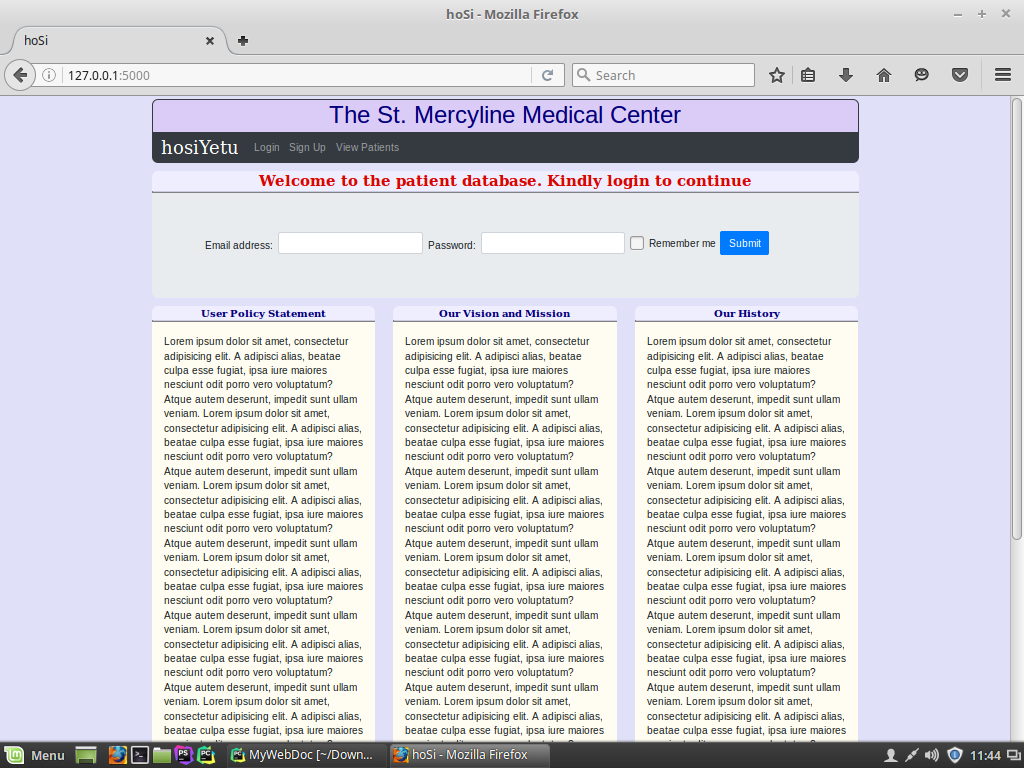 hoSi - Mozilla Firefox
hoSi
127.0.0.1:5000
Search
The St. Mercyline Medical Center
hosiYetu Login Sign Up View Patients
Welcome to the patient database. Kindly login to continue
Email address: Password: Remember me Submit
User Policy Statement
Lorem ipsum dolor sit amet, consectetur
adipisicing elit. A adipisci alias, beatae
culpa esse fugiat, ipsa iure maiores
nesciunt odit porro vero voluptatum?
Atque autem deserunt, impedit sunt ullam
veniam. Lorem ipsum dolor sit amet,
consectetur adipisicing elit. A adipisci alias,
beatae culpa esse fugiat, ipsa iure maiores
nesciunt odit porro vero voluptatum?
Atque autem deserunt, impedit sunt ullam
veniam. Lorem ipsum dolor sit amet,
consectetur adipisicing elit. A adipisci alias,
beatae culpa esse fugiat, ipsa iure maiores
nesciunt odit porro vero voluptatum?
Atque autem deserunt, impedit sunt ullam
veniam. Lorem ipsum dolor sit amet,
consectetur adipisicing elit. A adipisci alias,
beatae culpa esse fugiat, ipsa iure maiores
nesciunt odit porro vero voluptatum?
Atque autem deserunt, impedit sunt ullam
veniam. Lorem ipsum dolor sit amet,
consectetur adipisicing elit. A adipisci alias,
beatae culpa esse fugiat, ipsa iure maiores
nesciunt odit porro vero voluptatum?
Atque autem deserunt, impedit sunt ullam
veniam. Lorem ipsum dolor sit amet,
consectetur adipisicing elit. A adipisci alias,
beatae culpa esse fugiat, ipsa iure maiores
Our Vision and Mission
Lorem ipsum dolor sit amet, consectetur
adipisicing elit. A adipisci alias, beatae
culpa esse fugiat, ipsa iure maiores
nesciunt odit porro vero voluptatum?
Atque autem deserunt, impedit sunt ullam
veniam. Lorem ipsum dolor sit amet,
consectetur adipisicing elit. A adipisci alias,
beatae culpa esse fugiat, ipsa iure maiores
nesciunt odit porro vero voluptatum?
Atque autem deserunt, impedit sunt ullam
veniam. Lorem ipsum dolor sit amet,
consectetur adipisicing elit. A adipisci alias,
beatae culpa esse fugiat, ipsa iure maiores
nesciunt odit porro vero voluptatum?
Atque autem deserunt, impedit sunt ullam
veniam. Lorem ipsum dolor sit amet,
consectetur adipisicing elit. A adipisci alias,
beatae culpa esse fugiat, ipsa iure maiores
nesciunt odit porro vero voluptatum?
Atque autem deserunt, impedit sunt ullam
veniam. Lorem ipsum dolor sit amet,
consectetur adipisicing elit. A adipisci alias,
beatae culpa esse fugiat, ipsa iure maiores
nesciunt odit porro vero voluptatum?
Atque autem deserunt, impedit sunt ullam
veniam. Lorem ipsum dolor sit amet,
consectetur adipisicing elit. A adipisci alias,
beatae culpa esse fugiat, ipsa iure maiores
Our History
Lorem ipsum dolor sit amet, consectetur
adipisicing elit. A adipisci alias, beatae
culpa esse fugiat, ipsa iure maiores
nesciunt odit porro vero voluptatum?
Atque autem deserunt, impedit sunt ullam
veniam. Lorem ipsum dolor sit amet,
consectetur adipisicing elit. A adipisci alias,
beatae culpa esse fugiat, ipsa iure maiores
nesciunt odit porro vero voluptatum?
Atque autem deserunt, impedit sunt ullam
veniam. Lorem ipsum dolor sit amet,
consectetur adipisicing elit. A adipisci alias,
beatae culpa esse fugiat, ipsa iure maiores
nesciunt odit porro vero voluptatum?
Atque autem deserunt, impedit sunt ullam
veniam. Lorem ipsum dolor sit amet,
consectetur adipisicing elit. A adipisci alias,
beatae culpa esse fugiat, ipsa iure maiores
nesciunt odit porro vero voluptatum?
Atque autem deserunt, impedit sunt ullam
veniam. Lorem ipsum dolor sit amet,
consectetur adipisicing elit. A adipisci alias,
beatae culpa esse fugiat, ipsa iure maiores
nesciunt odit porro vero voluptatum?
Atque autem deserunt, impedit sunt ullam
veniam. Lorem ipsum dolor sit amet,
consectetur adipisicing elit. A adipisci alias,
beatae culpa esse fugiat, ipsa iure maiores
Menu PS PC PC MyWebDoc [~/Down... hoSi - Mozilla Firefox 11:44